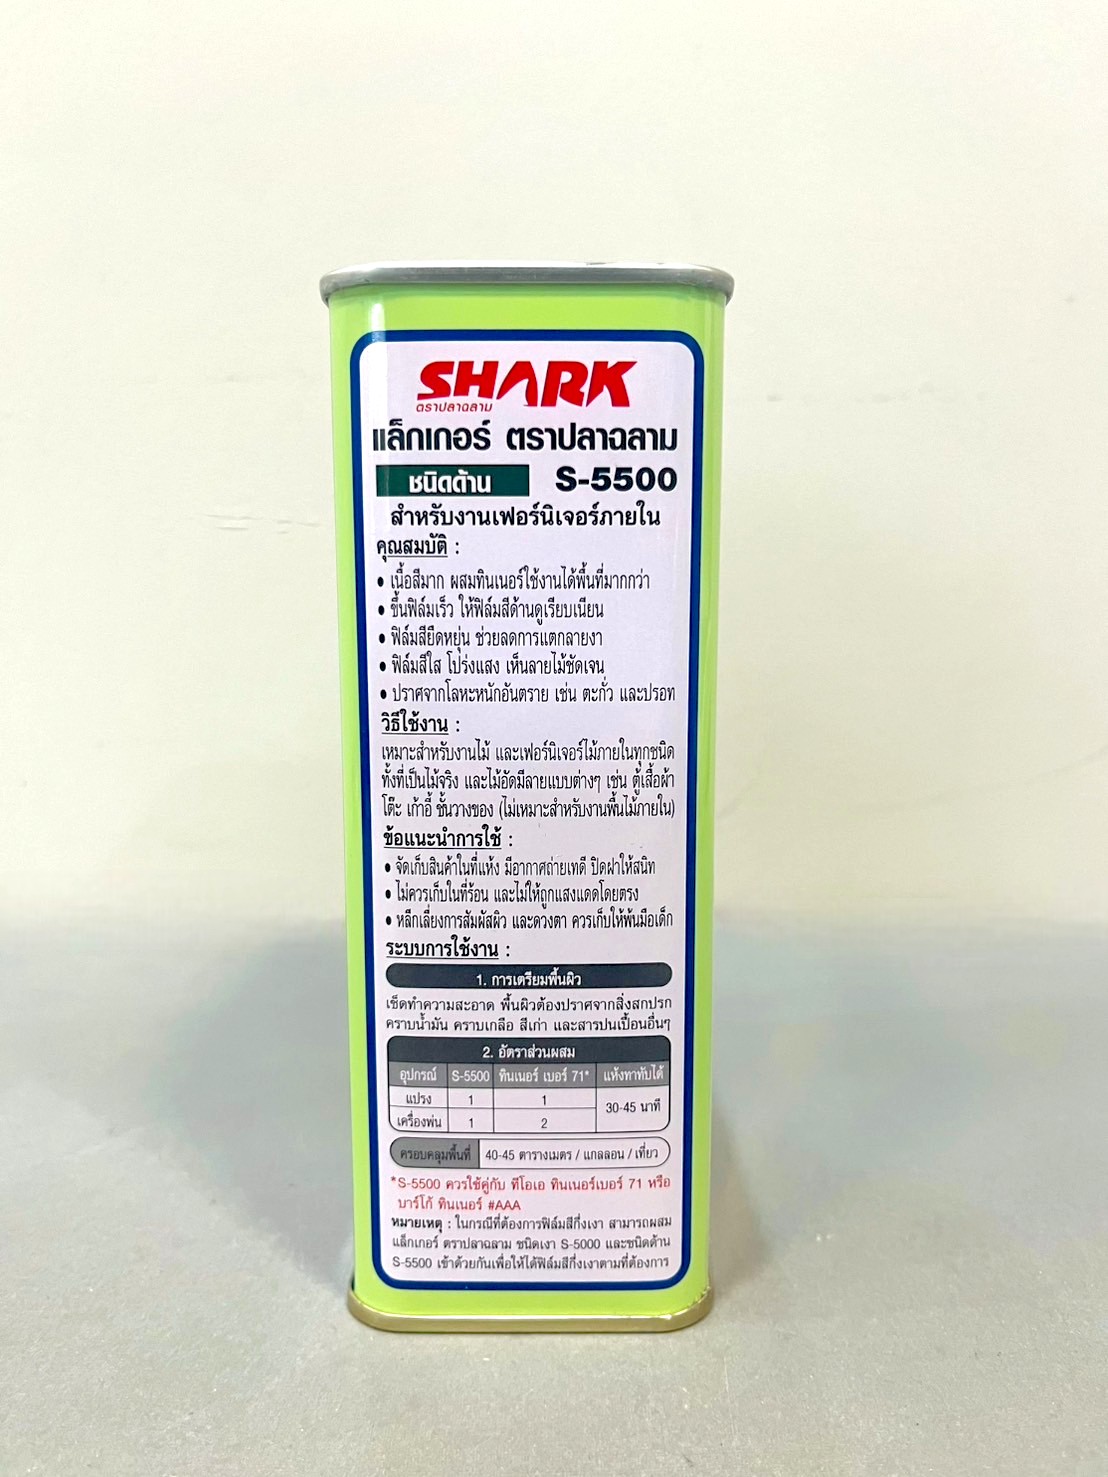 SHARK
ตราปลาฉลาม
แล็กเกอร์ ตราปลาฉลาม
ชนิดด้าน S-5500
สำหรับงานเฟอร์นิเจอร์ภายใน
คุณสมบัติ :
• เนื้อสีมาก ผสมทินเนอร์ใช้งานได้พื้นที่มากกว่า
• ขึ้นฟิล์มเร็ว ให้ฟิล์มสีด้านดูเรียบเนียน
• ฟิล์มสียืดหยุ่น ช่วยลดการแตกลายงา
• ฟิล์มสีใส โปร่งแสง เห็นลายไม้ชัดเจน
• ปราศจากโลหะหนักอันตราย เช่น ตะกั่ว และปรอท
วิธีใช้งาน :
เหมาะสำหรับงานไม้ และเฟอร์นิเจอร์ไม้ภายในทุกชนิด
ทั้งที่เป็นไม้จริง และไม้อัดมีลายแบบต่างๆ เช่น ตู้เสื้อผ้า
โต๊ะ เก้าอี้ ชั้นวางของ (ไม่เหมาะสำหรับงานพื้นไม้ภายใน)
ข้อแนะนำการใช้ :
• จัดเก็บสินค้าในที่แห้ง มีอากาศถ่ายเทดี ปิดฝาให้สนิท
• ไม่ควรเก็บในที่ร้อน และไม่ให้ถูกแสงแดดโดยตรง
• หลีกเลี่ยงการสัมผัสผิว และดวงตา ควรเก็บให้พ้นมือเด็ก
ระบบการใช้งาน :
1. การเตรียมพื้นผิว
เช็ดทำความสะอาด พื้นผิวต้องปราศจากสิ่งสกปรก
คราบน้ำมัน คราบเกลือ สีเก่า และสารปนเปื้อนอื่นๆ
2. อัตราส่วนผสม
อุปกรณ์ S-5500 ทินเนอร์ เบอร์ 71* แห้งทาทับได้
แปรง 1 1 30-45 นาที
เครื่องพ่น 1 2
ครอบคลุมพื้นที่ 40-45 ตารางเมตร / แกลลอน / เที่ยว
*S-5500 ควรใช้คู่กับ ทีโอเอ ทินเนอร์เบอร์ 71 หรือ
บาร์โก้ ทินเนอร์ #AAA
หมายเหตุ : ในกรณีที่ต้องการฟิล์มสีกึ่งเงา สามารถผสม
แล็กเกอร์ ตราปลาฉลาม ชนิดเงา S-5000 และชนิดด้าน
S-5500 เข้าด้วยกันเพื่อให้ได้ฟิล์มสีกึ่งเงาตามที่ต้องการ